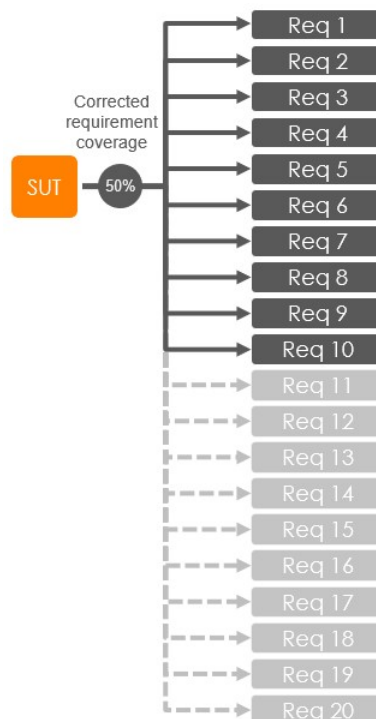 Corrected
requirement
coverage
SUT
50%
Req 1
Req 2
Req 3
Req 4
Req 5
Req 6
Req 7
Req 8
Req 9
Req 10
Req 11
Req 12
Req 13
Req 14
Req 15
Req 16
Req 17
Req 18
Req 19
Req 20